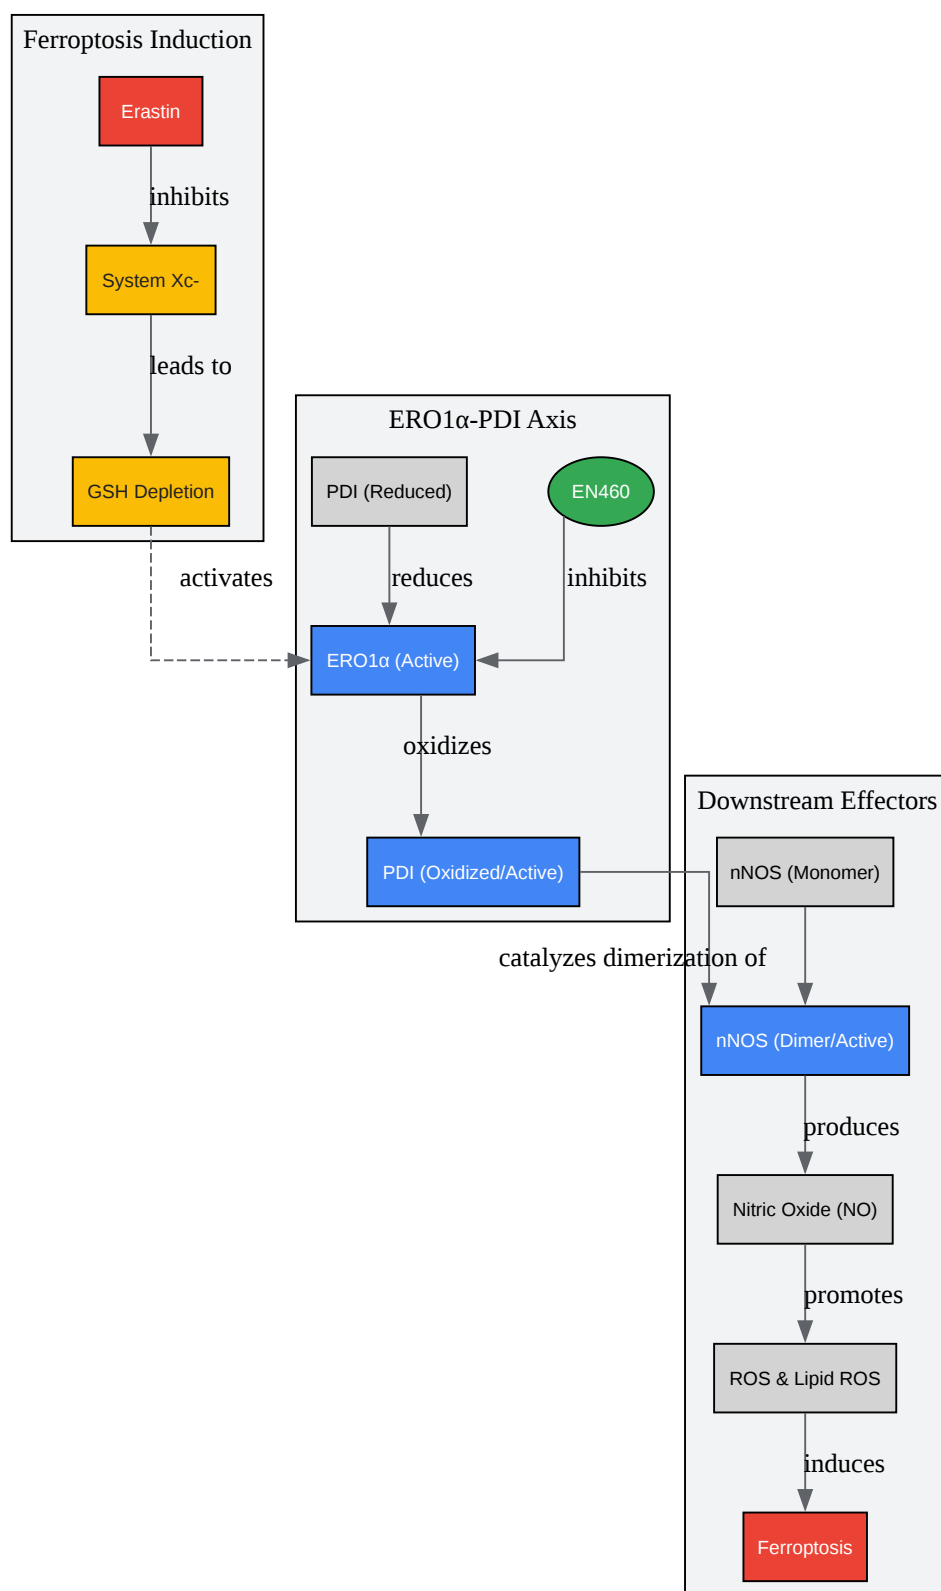 Ferroptosis Induction
Erastin
inhibits
System Xc-
leads to
GSH Depletion
activates
ERO1α-PDI Axis
PDI (Reduced)
EN460
reduces
inhibits
ERO1α (Active)
oxidizes
PDI (Oxidized/Active)
Downstream Effectors
nNOS (Monomer)
catalyzes dimerization of
nNOS (Dimer/Active)
produces
Nitric Oxide (NO)
promotes
ROS & Lipid ROS
induces
Ferroptosis